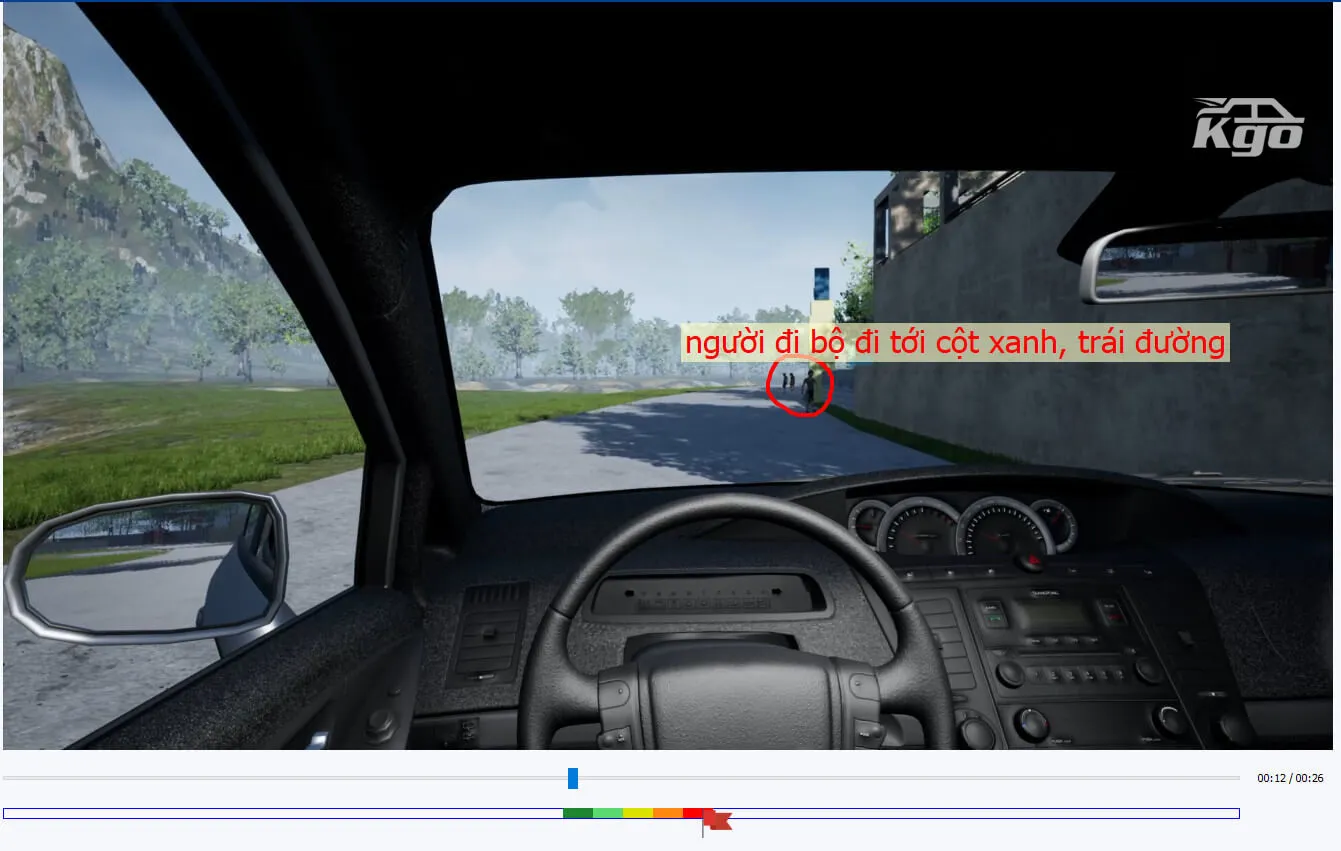 Kgo
người đi bộ đi tới cột xanh, trái đường
00:12 / 00:26